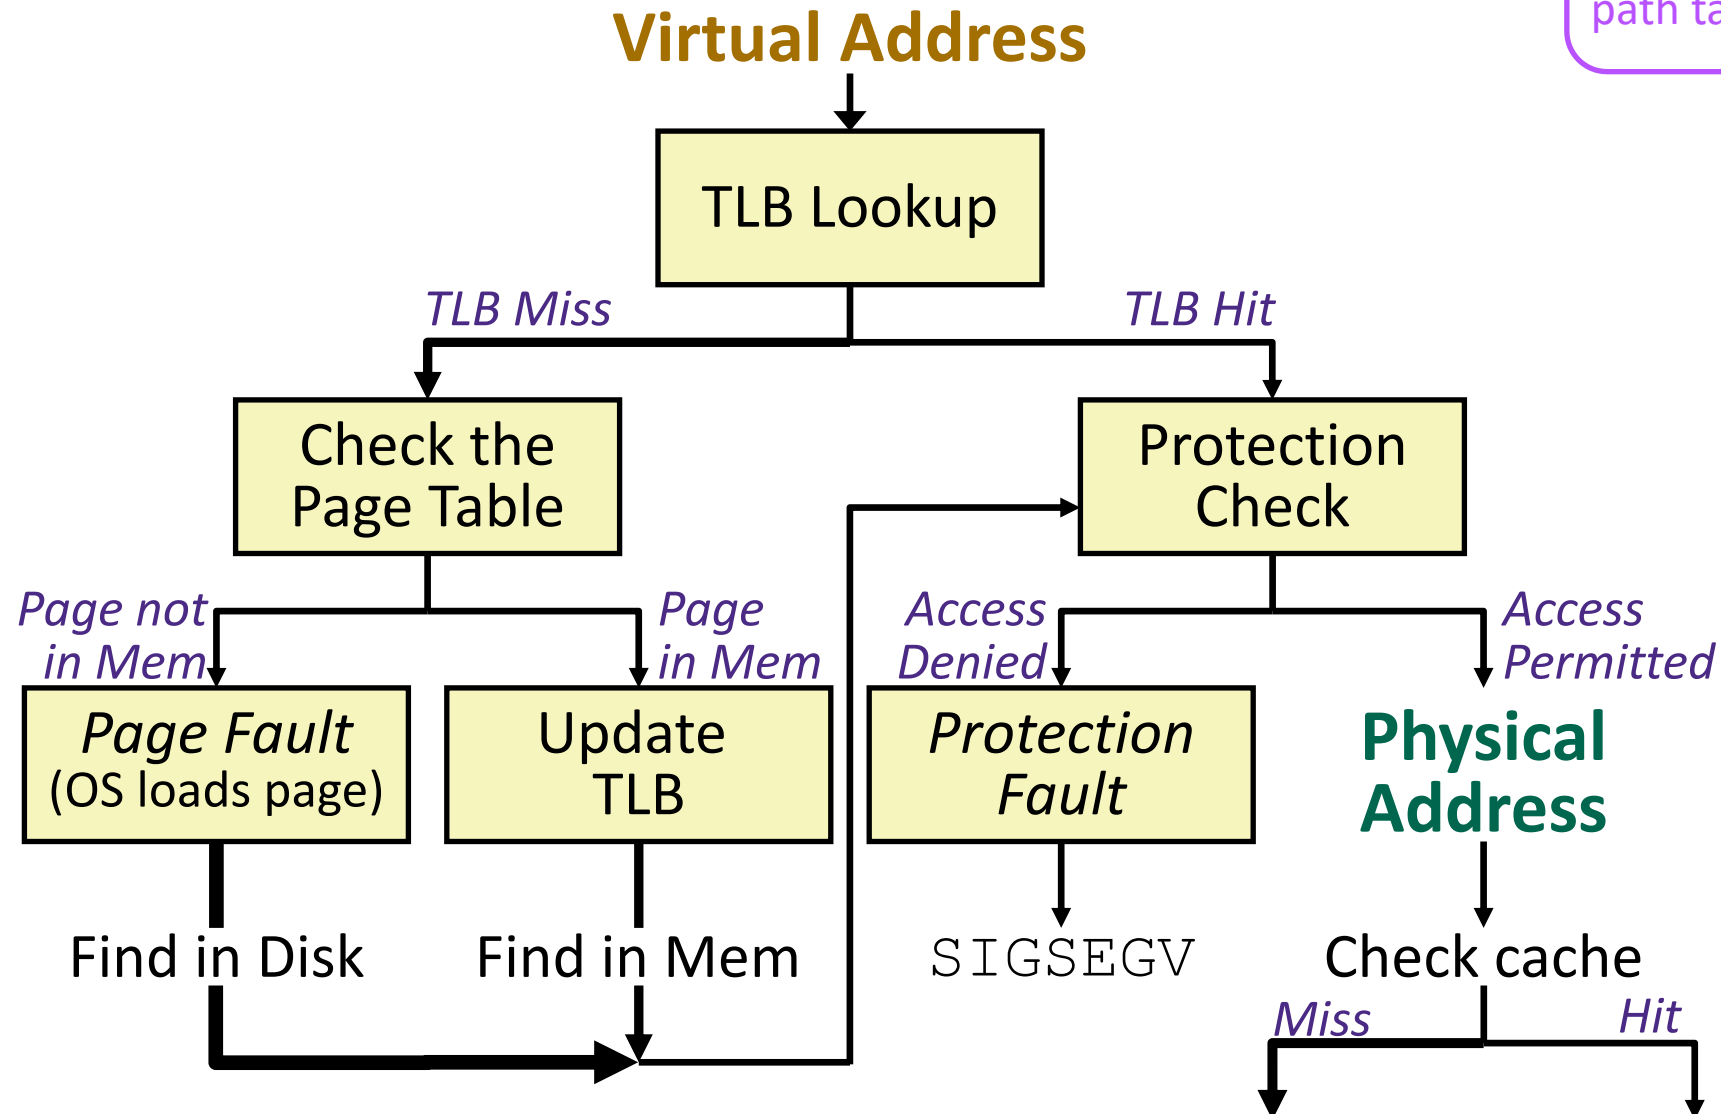 path ta
Virtual Address
TLB Lookup
TLB Miss
TLB Hit
Check the
Page Table
Protection
Check
Page not
in Mem
Page
in Mem
Access
Denied
Access
Permitted
Page Fault
(OS loads page)
Update
TLB
Protection
Fault
Physical
Address
Find in Disk
Find in Mem
SIGSEGV
Check cache
Miss
Hit